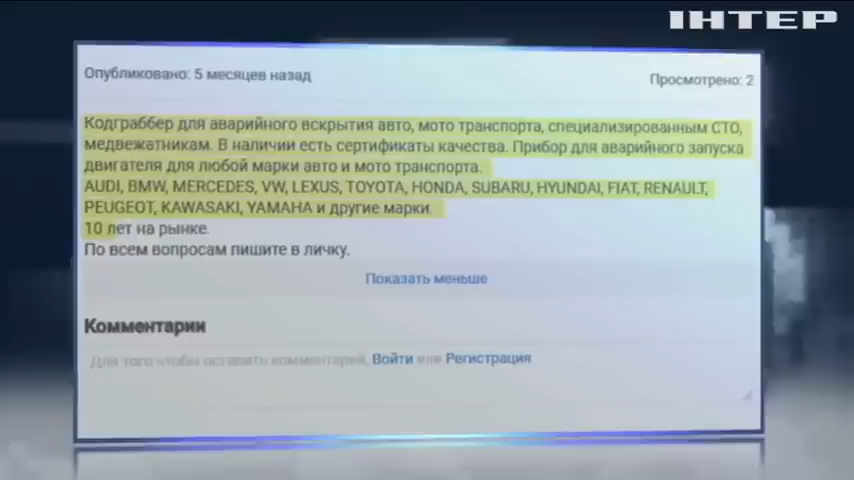 ІНТЕР
Опубликовано: 5 месяцев назад
Просмотрено: 2
Кодграббер для аварийного вскрытия авто, мото транспорта, специализированным СТО,
медвежатникам. В наличии есть сертификаты качества. Прибор для аварийного запуска
двигателя для любой марки авто и мото транспорта.
AUDI, BMW, MERCEDES, VW, LEXUS, TOYOTA, HONDA, SUBARU, HYUNDAI, FIAT, RENAULT,
PEUGEOT, KAWASAKI, YAMAHA и другие марки.
10 лет на рынке.
По всем вопросам пишите в личку.
Показать меньше
Комментарии
Для того чтобы оставить комментарий, Войти или Регистрация